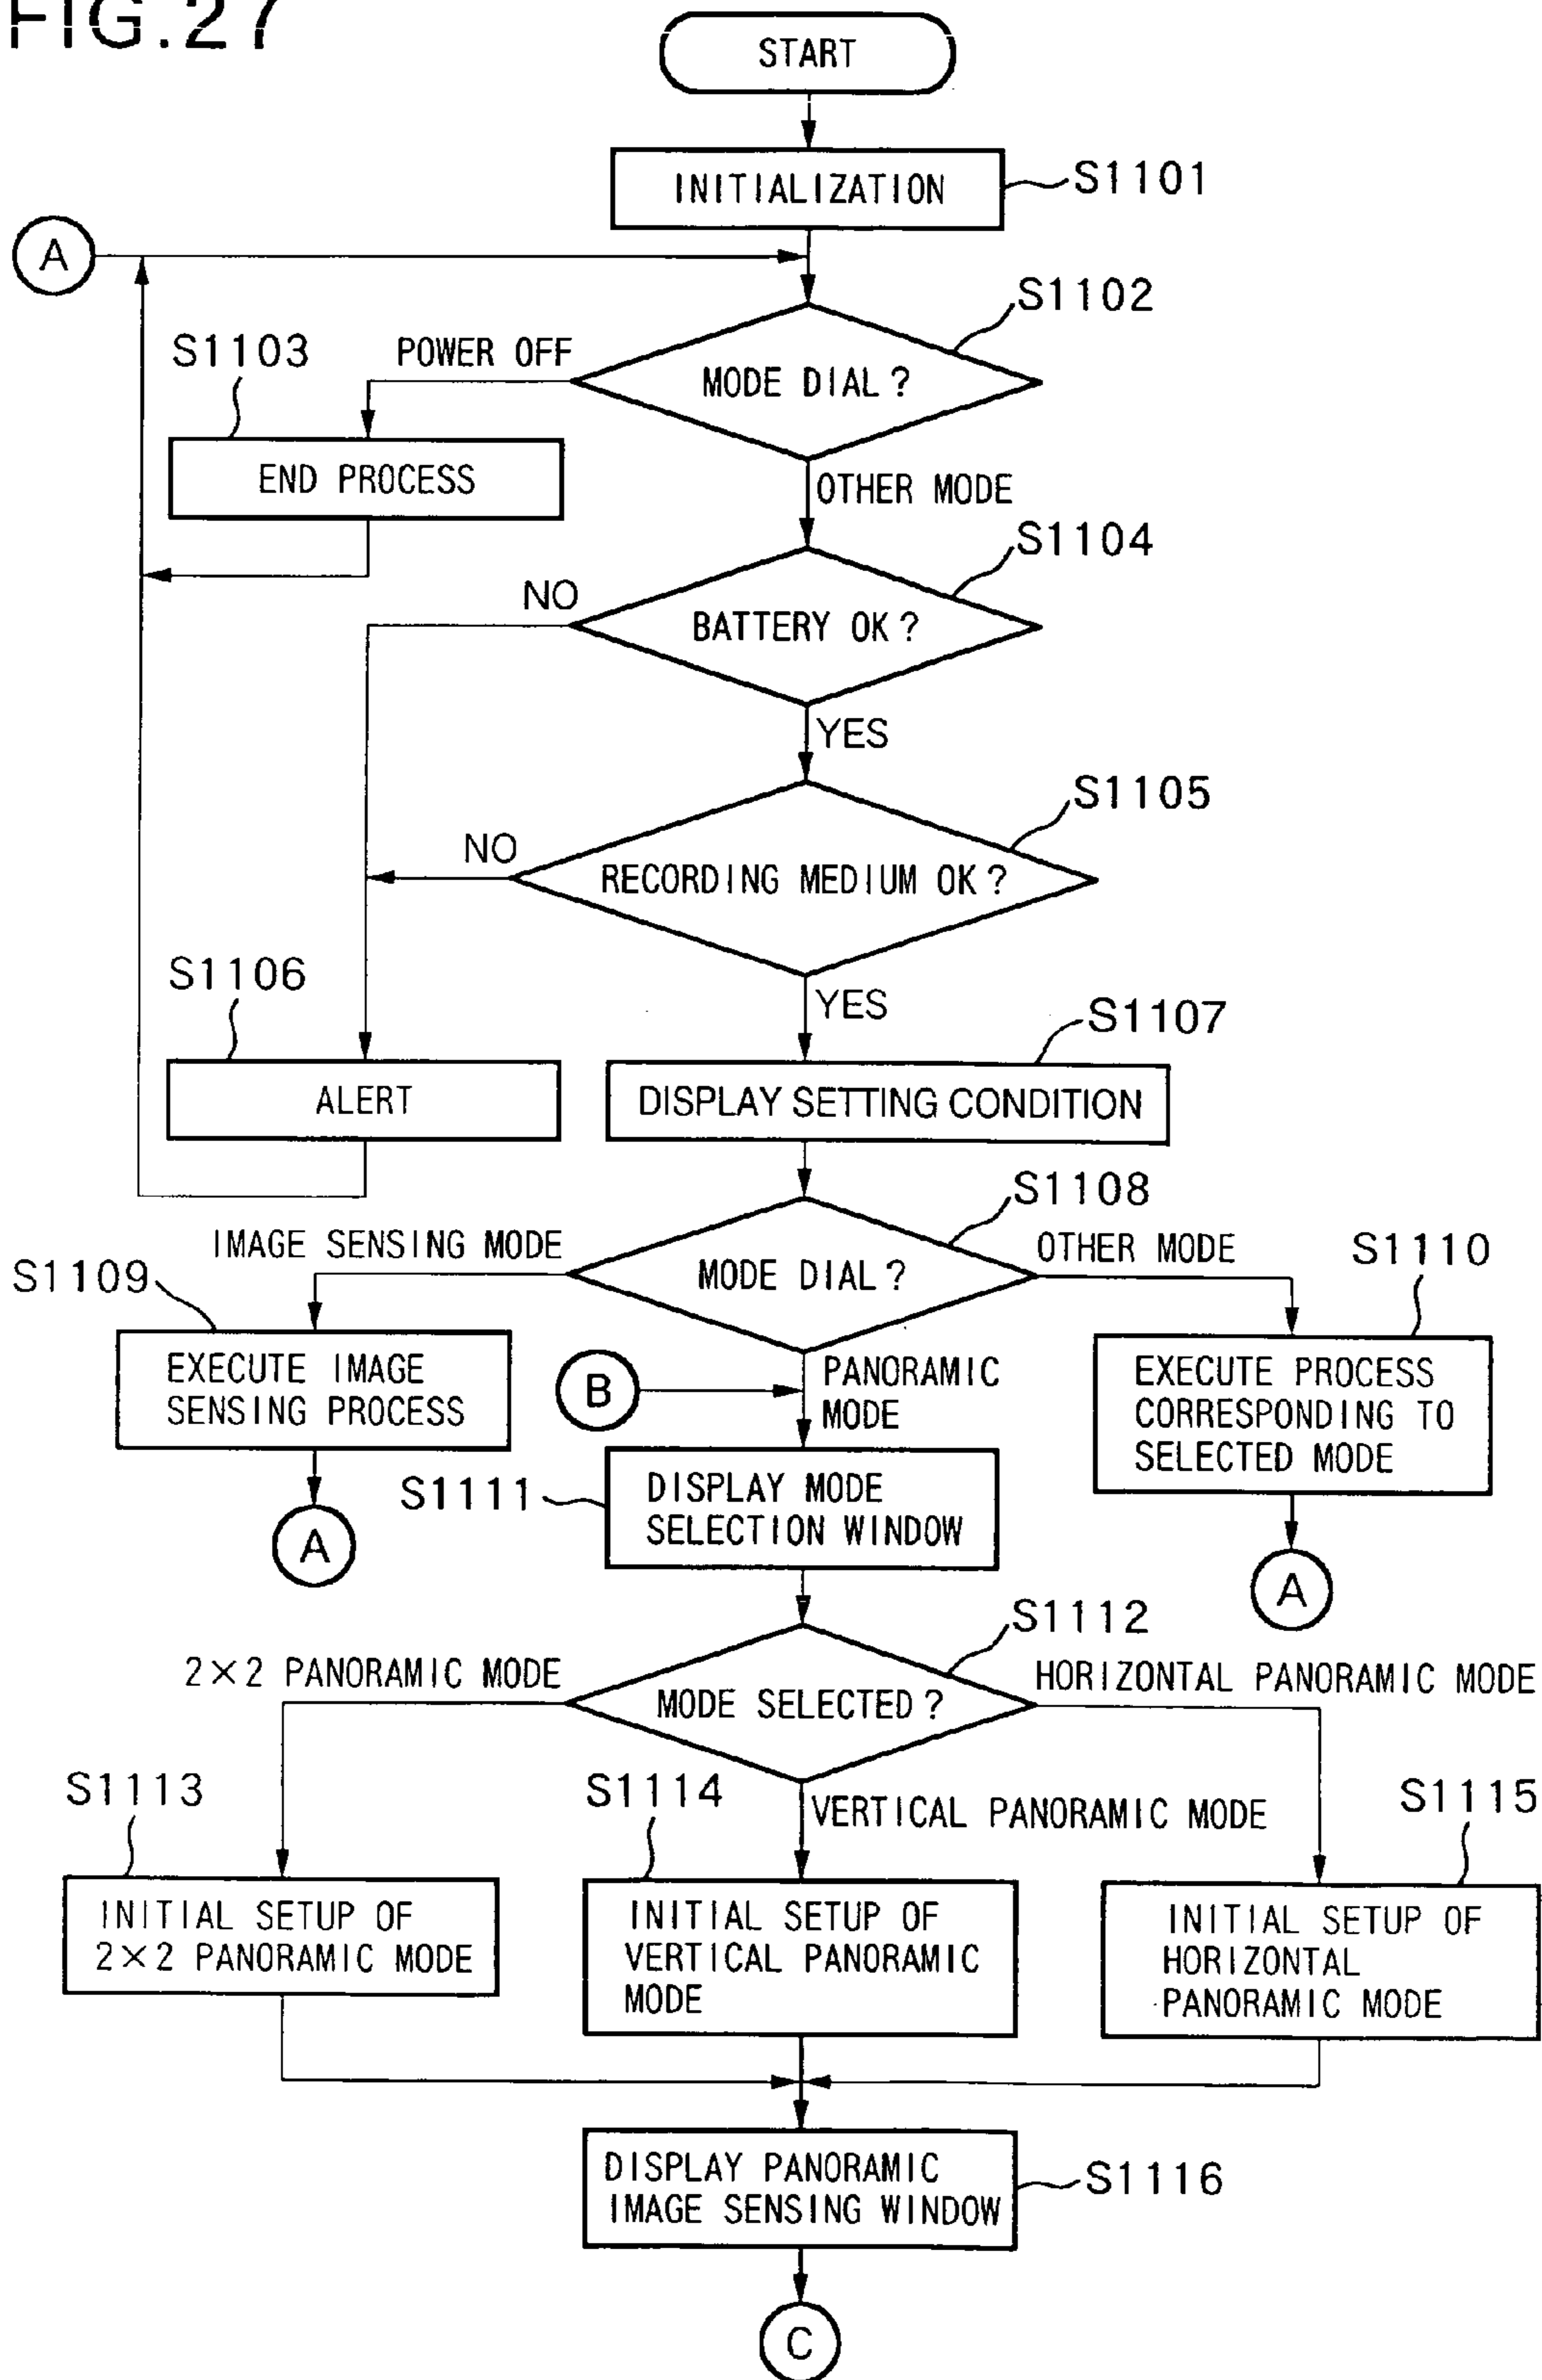 FIG.27
START
INITIALIZATION
S1101
A
S1102
S1103
POWER OFF
MODE DIAL?
END PROCESS
OTHER MODE
S1104
NO
BATTERY OK?
YES
S1105
NO
RECORDING MEDIUM OK?
S1106
YES
S1107
ALERT
DISPLAY SETTING CONDITION
S1108
IMAGE SENSING MODE
OTHER MODE
S1110
S1109
MODE DIAL?
EXECUTE IMAGE
SENSING PROCESS
B
PANORAMIC
MODE
EXECUTE PROCESS
CORRESPONDING TO
SELECTED MODE
S1111
DISPLAY MODE
SELECTION WINDOW
A
A
S1112
2×2 PANORAMIC MODE
HORIZONTAL PANORAMIC MODE
MODE SELECTED?
S1113
S1114
VERTICAL PANORAMIC MODE
S1115
INITIAL SETUP OF
2×2 PANORAMIC MODE
INITIAL SETUP OF
VERTICAL PANORAMIC
MODE
INITIAL SETUP OF
HORIZONTAL
PANORAMIC MODE
DISPLAY PANORAMIC
IMAGE SENSING WINDOW
S1116
C